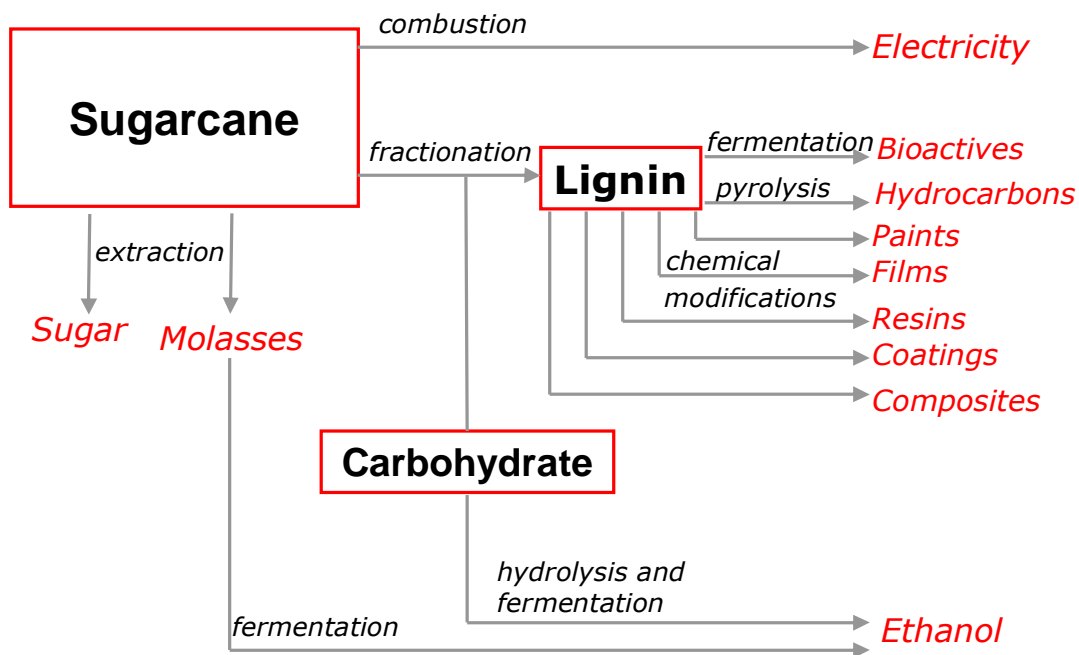 combustion
Electricity
Sugarcane
fractionation
Lignin
fermentation
Bioactives
pyrolysis
Hydrocarbons
Paints
extraction
chemical
Films
modifications
Resins
Sugar
Molasses
Coatings
Composites
Carbohydrate
hydrolysis and
fermentation
fermentation
Ethanol